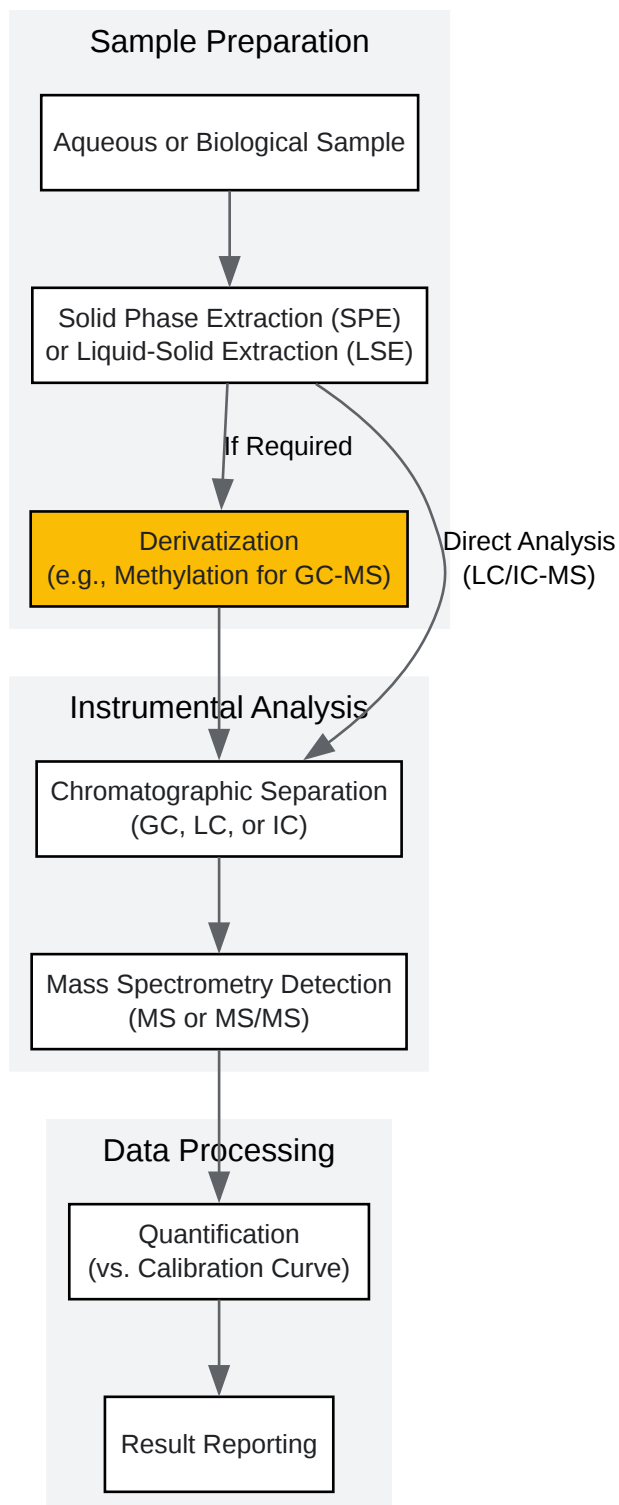 Sample Preparation
Aqueous or Biological Sample
Solid Phase Extraction (SPE)
or Liquid-Solid Extraction (LSE)
If Required
Derivatization
(e.g., Methylation for GC-MS)
Direct Analysis
(LC/IC-MS)
Instrumental Analysis
Chromatographic Separation
(GC, LC, or IC)
Mass Spectrometry Detection
(MS or MS/MS)
Data Processing
Quantification
(vs. Calibration Curve)
Result Reporting